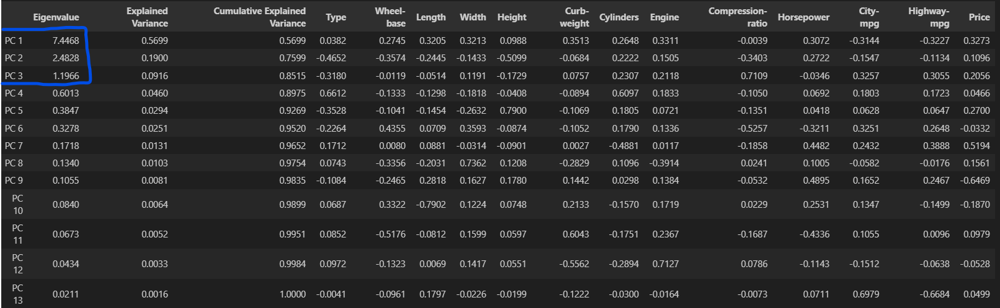 Eigenvalue Explained Variance Cumulative Explained Variance Type Wheel-base Length Width Height Curb-weight Cylinders Engine Compression-ratio Horsepower City-mpg Highway-mpg Price
PC 1 7.4468 0.5699 0.5699 0.0382 0.2745 0.3205 0.3213 0.0988 0.3513 0.2648 0.3311 -0.0039 0.3072 -0.3144 -0.3227 0.3273
PC 2 2.4828 0.1900 0.7599 -0.4652 -0.3574 -0.2445 -0.1433 -0.5099 -0.0684 0.2222 0.1505 -0.3403 0.2722 -0.1547 -0.1134 0.1096
PC 3 1.1966 0.0916 0.8515 -0.3180 -0.0119 -0.0514 0.1191 -0.1729 0.0757 0.2307 0.2118 0.7109 -0.0346 0.3257 0.3055 0.2056
PC 4 0.6013 0.0460 0.8975 0.6612 -0.1333 -0.1298 -0.1818 -0.0408 -0.0894 0.6097 0.1833 -0.1050 0.0692 0.1803 0.1723 0.0466
PC 5 0.3847 0.0294 0.9269 -0.3528 -0.1041 -0.1454 -0.2632 0.7900 -0.1069 0.1805 0.0721 -0.1351 0.0418 0.0628 0.0647 0.2700
PC 6 0.3278 0.0251 0.9520 -0.2264 0.4355 0.0709 0.3593 -0.0874 -0.1052 0.1790 0.1336 -0.5257 -0.3211 0.3251 0.2648 -0.0332
PC 7 0.1718 0.0131 0.9652 0.1712 0.0080 0.0881 -0.0314 -0.0901 0.0027 -0.4881 0.0117 -0.1858 0.4482 0.2432 0.3888 0.5194
PC 8 0.1340 0.0103 0.9754 0.0743 -0.3356 -0.2031 0.7362 0.1208 -0.2829 0.1096 -0.3914 0.0241 0.1005 -0.0582 -0.0176 0.1561
PC 9 0.1055 0.0081 0.9835 -0.1084 -0.2465 0.2818 0.1627 0.1780 0.1442 0.0298 0.1384 -0.0532 0.4895 0.1652 0.2467 -0.6469
PC 10 0.0840 0.0064 0.9899 0.0687 0.3322 -0.7902 0.1224 0.0748 0.2133 -0.1570 0.1719 0.0229 0.2531 0.1347 -0.1499 -0.1870
PC 11 0.0673 0.0052 0.9951 0.0852 -0.5176 -0.0812 0.1599 0.0597 0.6043 -0.1751 0.2367 -0.1687 -0.4336 0.1055 0.0096 0.0979
PC 12 0.0434 0.0033 0.9984 0.0972 -0.1323 0.0069 0.1417 0.0551 -0.5562 -0.2894 0.7127 0.0786 -0.1143 -0.1512 -0.0638 -0.0528
PC 13 0.0211 0.0016 1.0000 -0.0041 -0.0961 0.1797 -0.0226 -0.0199 -0.1222 -0.0300 -0.0164 -0.0073 0.0711 0.6979 -0.6684 0.0499